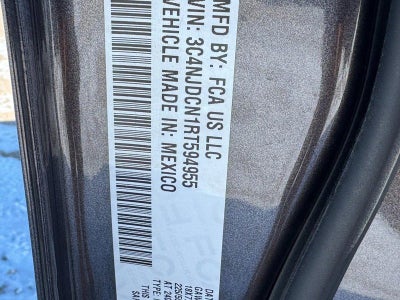 MFD BY: FCA US LLC
VIN: 3C4NJDCN1RT594955
VEHICLE MADE IN: MEXICO